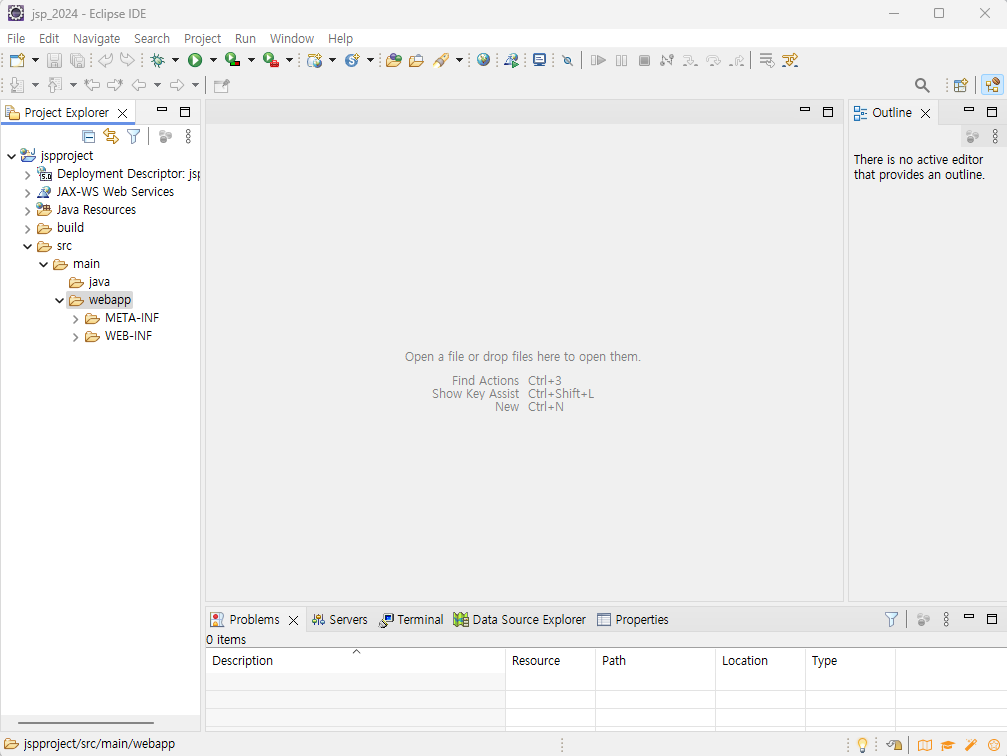 jsp_2024 - Eclipse IDE
File Edit Navigate Search Project Run Window Help
Project Explorer
jspproject
5.0 Deployment Descriptor: jsp
JAX-WS Web Services
Java Resources
build
src
main
java
webapp
META-INF
WEB-INF
Open a file or drop files here to open them.
Find Actions Ctrl+3
Show Key Assist Ctrl+Shift+L
New Ctrl+N
Outline
There is no active editor
that provides an outline.
Problems Servers Terminal Data Source Explorer Properties
0 items
Description Resource Path Location Type
jspproject/src/main/webapp